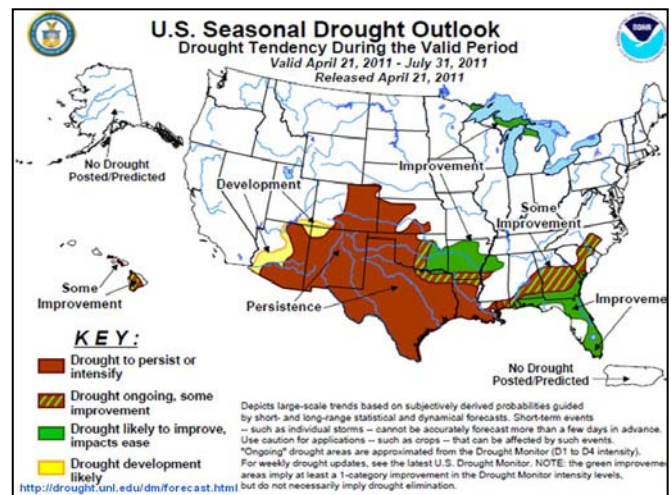 U.S. Seasonal Drought Outlook
Drought Tendency During the Valid Period
Valid April 21, 2011 - July 31, 2011
Released April 21, 2011
No Drought
Posted/Predicted
Development
Improvement
Some
Improvement
Some
Improvement
Persistence
Improveme
No Drought
Posted/Predicted
KEY:
Drought to persist or
intensify
Drought ongoing, some
improvement
Drought likely to improve,
impacts ease
Drought development
likely
Depicts large-scale trends based on subjectively derived probabilities guided
by short- and long-range statistical and dynamical forecasts. Short-term events
-- such as individual storms -- cannot be accurately forecast more than a few days in advance.
Use caution for applications -- such as crops -- that can be affected by such events.
"Ongoing" drought areas are approximated from the Drought Monitor (D1 to D4 intensity).
For weekly drought updates, see the latest U.S. Drought Monitor. NOTE: the green improveme
areas imply at least a 1-category improvement in the Drought Monitor intensity levels,
but do not necessarily imply drought elimination.
http://drought.unl.edu/dm/forecast.html